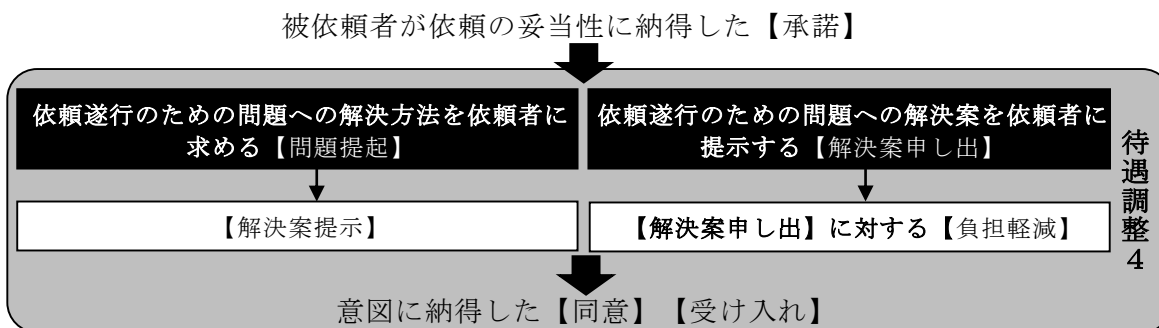 被依頼者が依頼の妥当性に納得した【承諾】
依頼遂行のための問題への解決方法を依頼者に
求める【問題提起】
依頼遂行のための問題への解決案を依頼者に
提示する【解決案申し出】
【解決案提示】
【解決案申し出】に対する【負担軽減】
待遇調整４
意図に納得した【同意】【受け入れ】